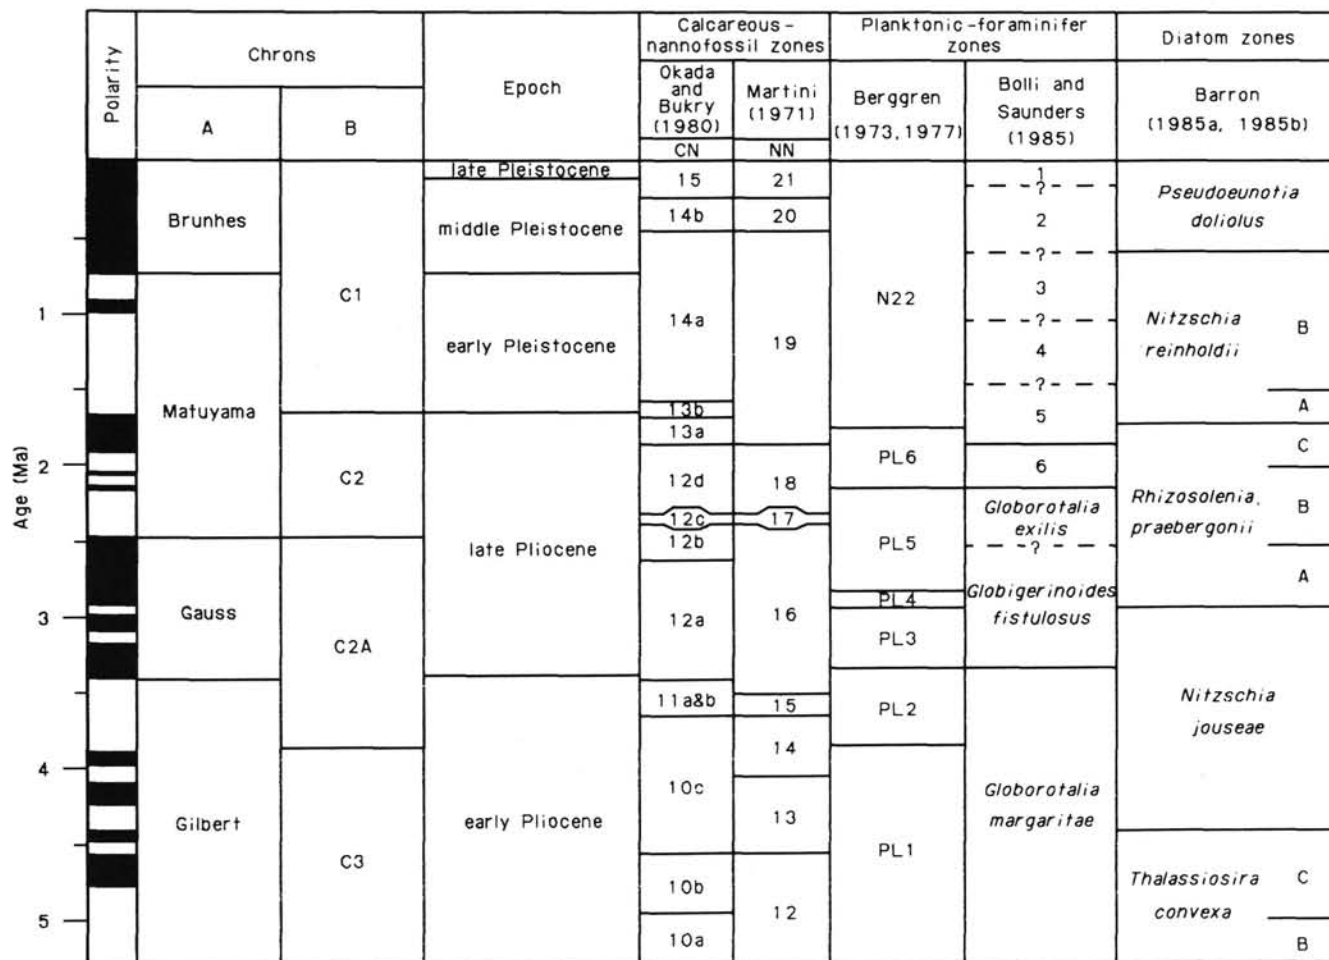 Polarity
Chrons
A
B
Epoch
Calcareous-
nannofossil zones
Okada
and
Bukry
(1980)
CN
Martini
(1971)
NN
Planktonic-foraminifer
zones
Berggren
(1973,1977)
Bolli and
Saunders
(1985)
Diatom zones
Barron
(1985a, 1985b)
Age (Ma)
1
2
3
4
5
Brunhes
Matuyama
Gauss
Gilbert
C1
C2
C2A
C3
late Pleistocene
middle Pleistocene
early Pleistocene
late Pliocene
early Pliocene
15
14b
14a
13b
13a
12d
12c
12b
12a
11a&b
10c
10b
10a
21
20
19
18
17
16
15
14
13
12
N22
PL6
PL5
PL4
PL3
PL2
PL1
1
?
2
?
3
?
4
?
5
6
Globorotalia
exilis
?
Globigerinoides
fistulosus
Globorotalia
margaritae
Pseudoeunotia
doliolus
Nitzschia
reinholdii
B
A
Rhizosolenia
praebergonii
C
B
A
Nitzschia
jouseae
Thalassiosira
convexa
C
B